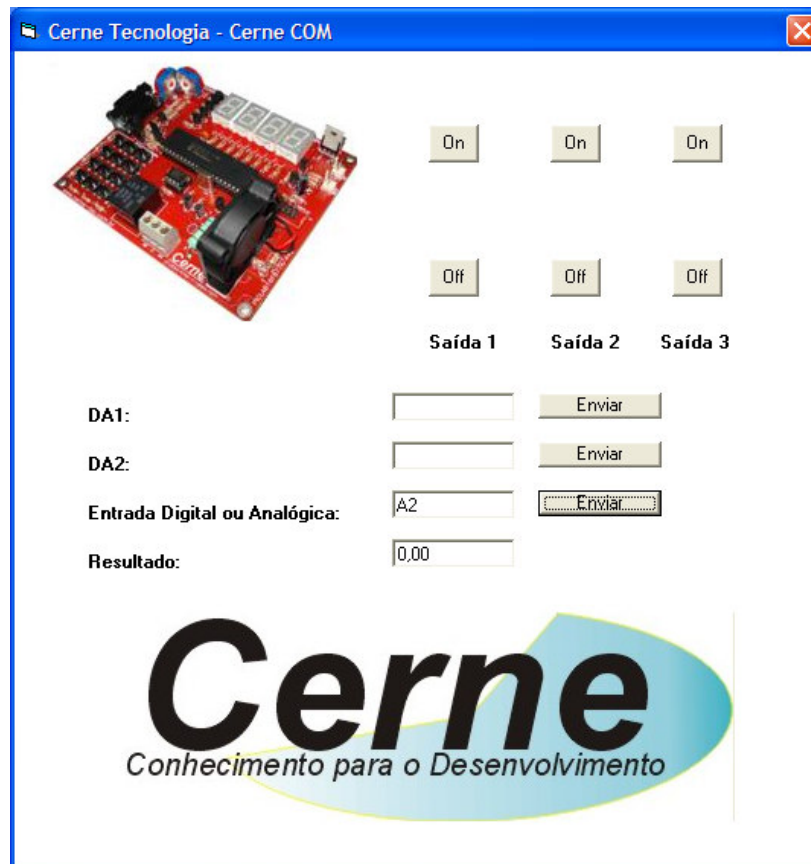 Cerne Tecnologia - Cerne COM
On On On
Off Off Off
Saída 1 Saída 2 Saída 3
DA1: Enviar
DA2: Enviar
Entrada Digital ou Analógica: A2 Enviar
Resultado: 0,00
Cerne
Conhecimento para o Desenvolvimento